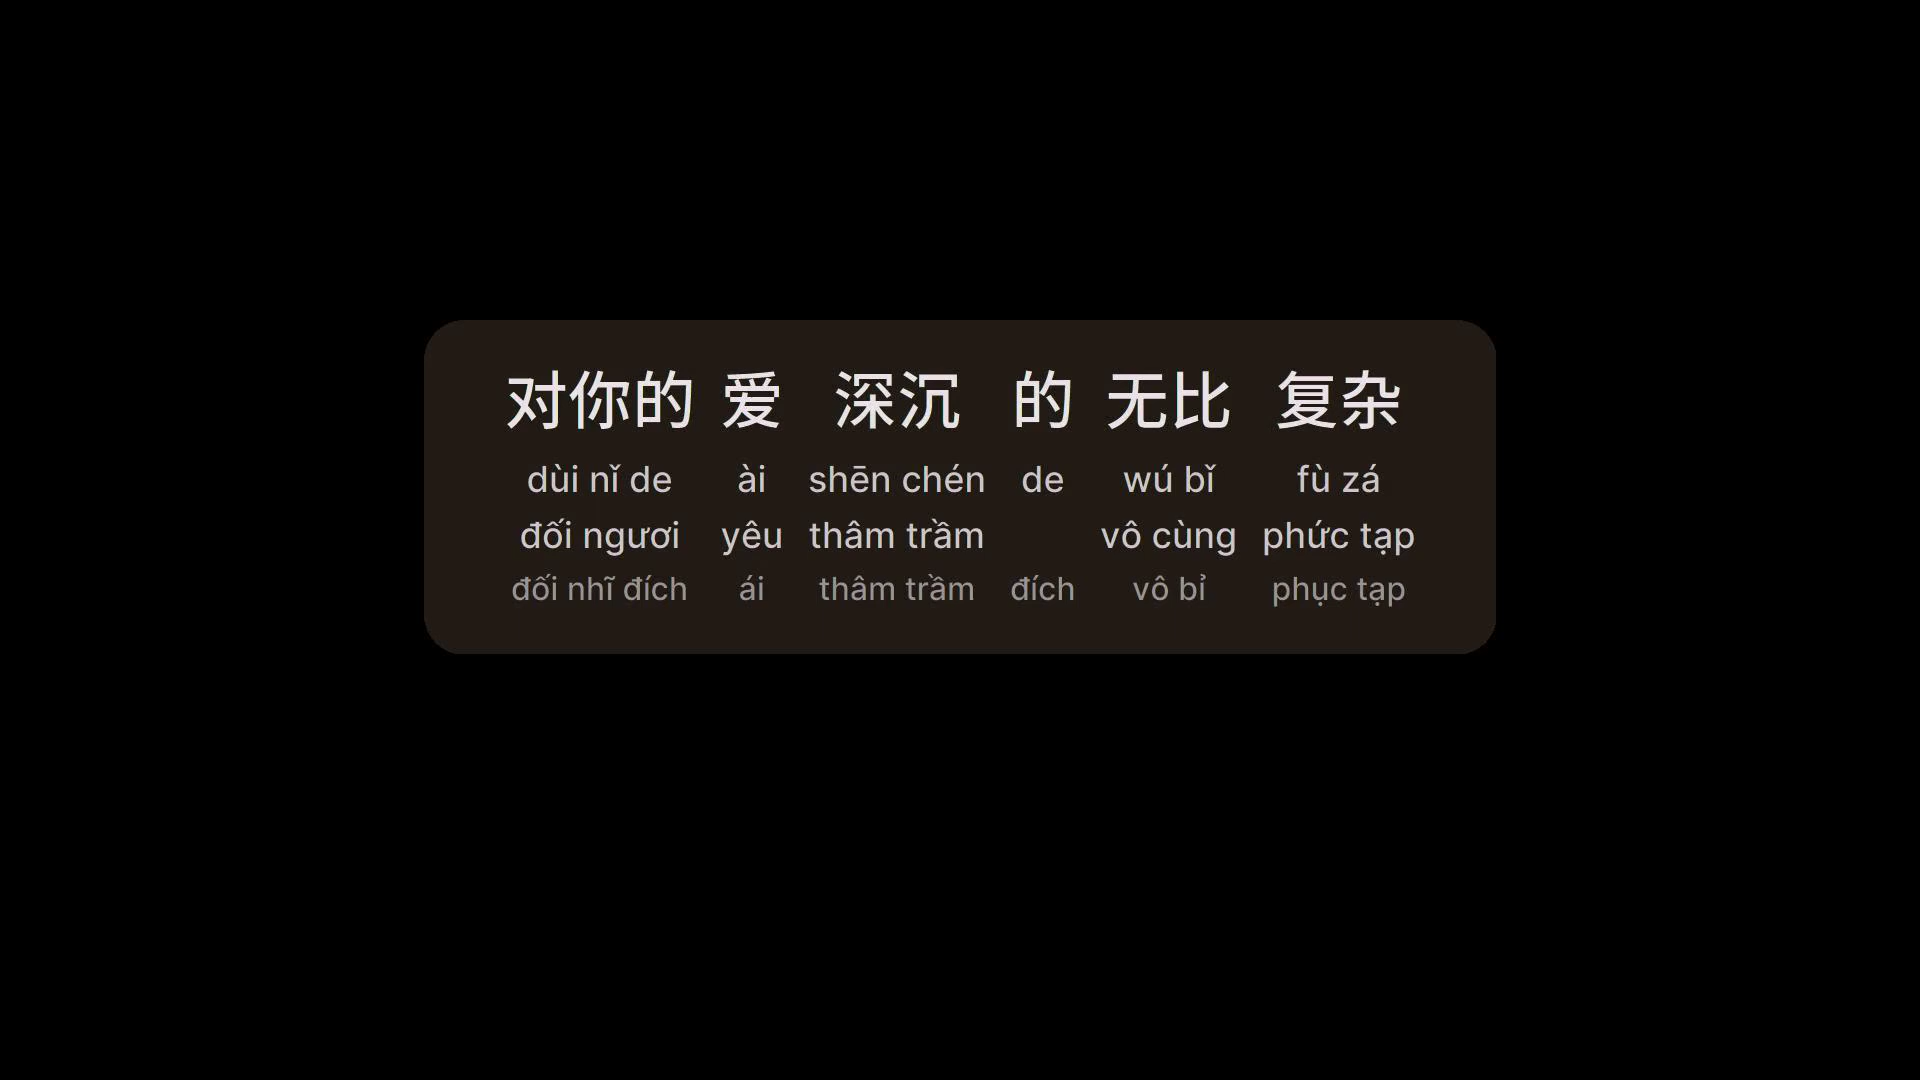 对你的 爱 深沉 的 无比 复杂
dùi nǐ de ài shēn chén de wú bǐ fù zá
đối ngươi yêu thâm trầm vô cùng phức tạp
đối nhĩ đích ái thâm trầm đích vô bỉ phục tạp